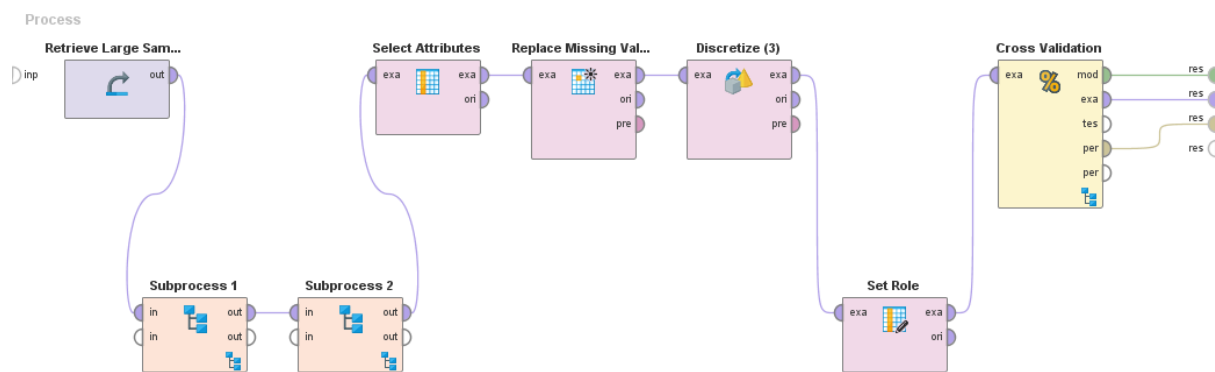 Process
inp
Retrieve Large Sam...
out
Select Attributes
exa
exa
ori
Replace Missing Val...
exa
exa
ori
pre
Discretize (3)
exa
exa
ori
pre
Cross Validation
exa
%
mod
exa
tes
per
per
res
res
res
res
Subprocess 1
in
out
in
out
Subprocess 2
in
out
in
out
Set Role
exa
exa
ori